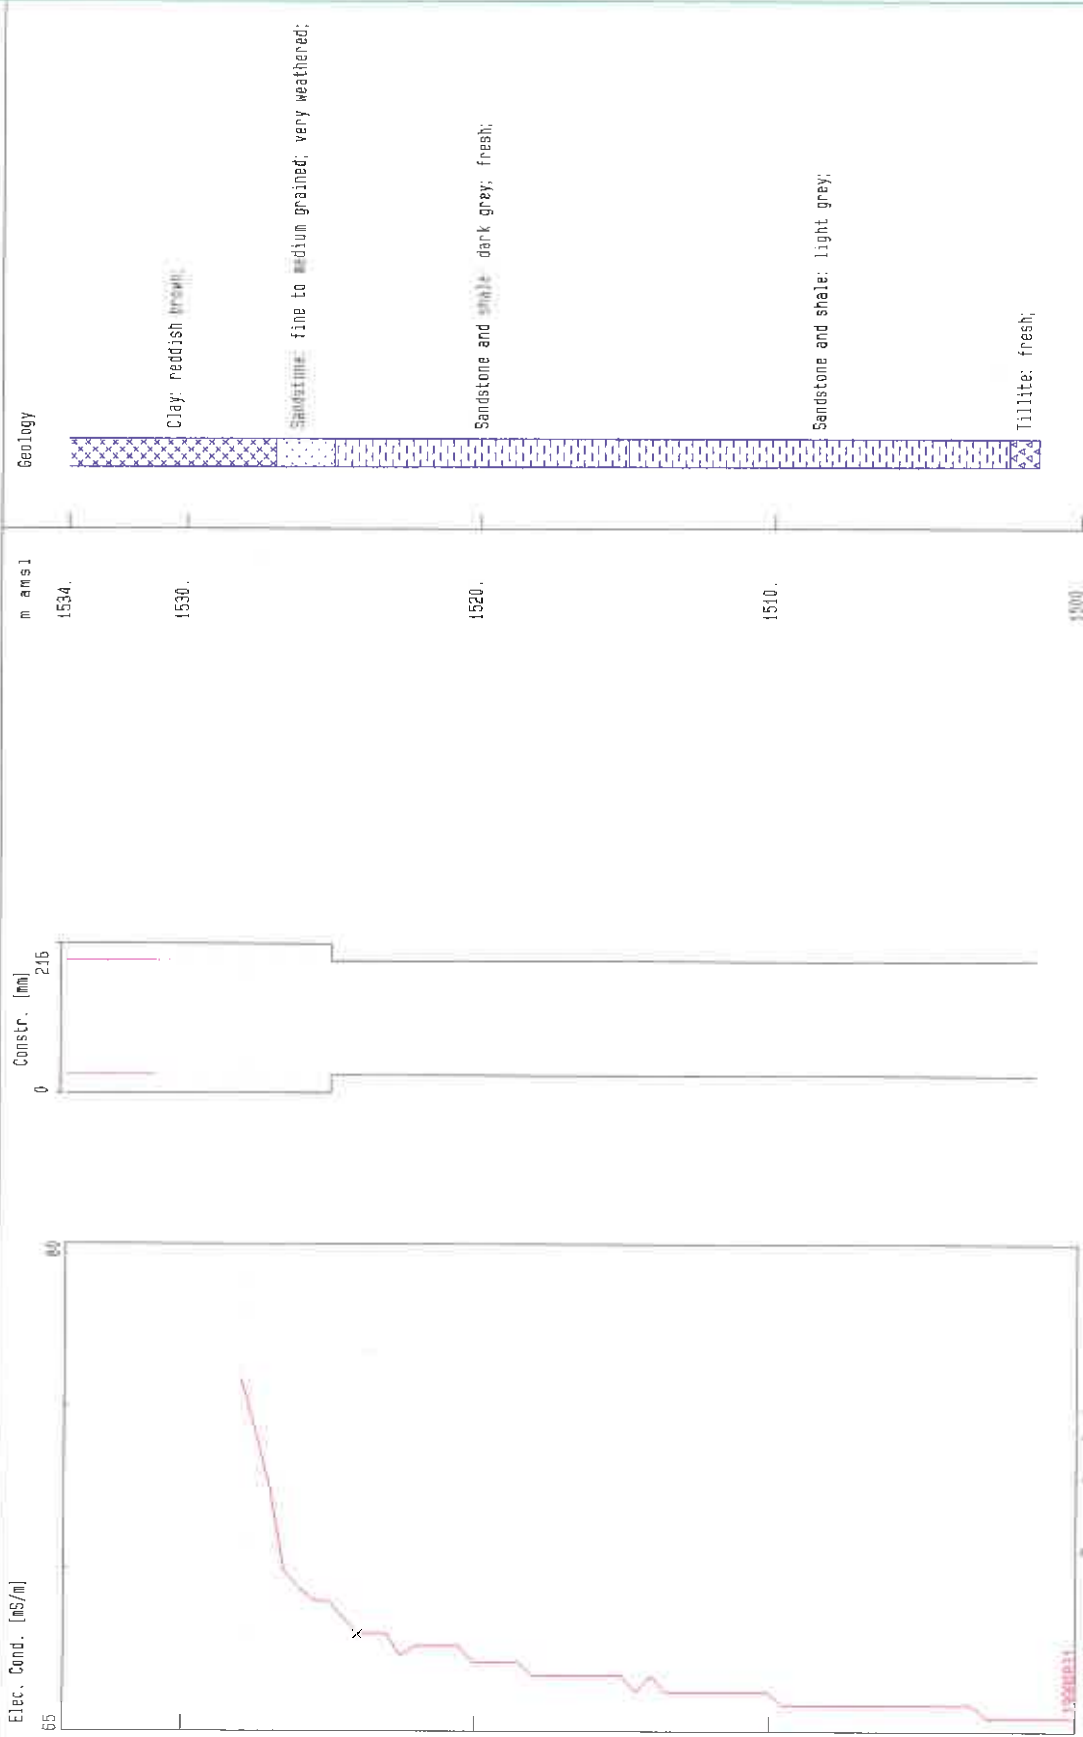 Elec. Cond. [mS/m]
65
80
Constr. [mm]
0
216
m amsl
1534.
1530.
1520.
1510.
1500.
Geology
Clay: reddish brown;
Sandstone: fine to medium grained; very weathered;
Sandstone and shale: dark grey; fresh;
Sandstone and shale: light grey;
Tillite: fresh;